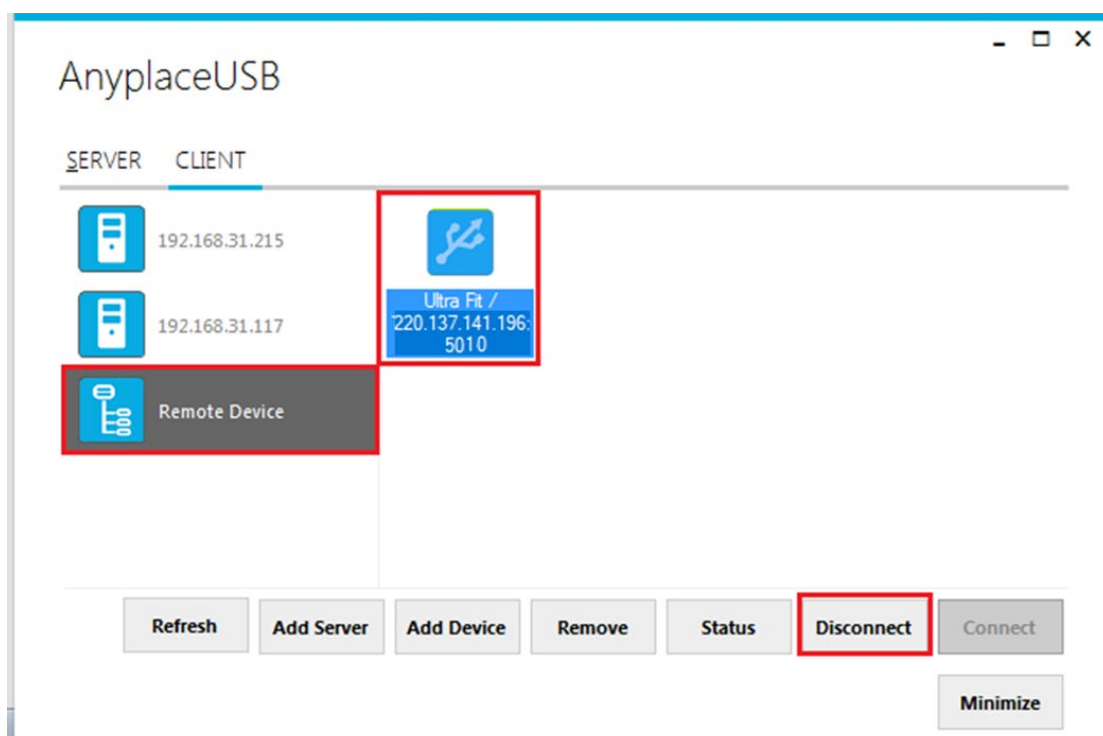 AnyplaceUSB
SERVER CLIENT
192.168.31.215
192.168.31.117
Remote Device
Ultra Fit /
220.137.141.196:
5010
Refresh
Add Server
Add Device
Remove
Status
Disconnect
Connect
Minimize